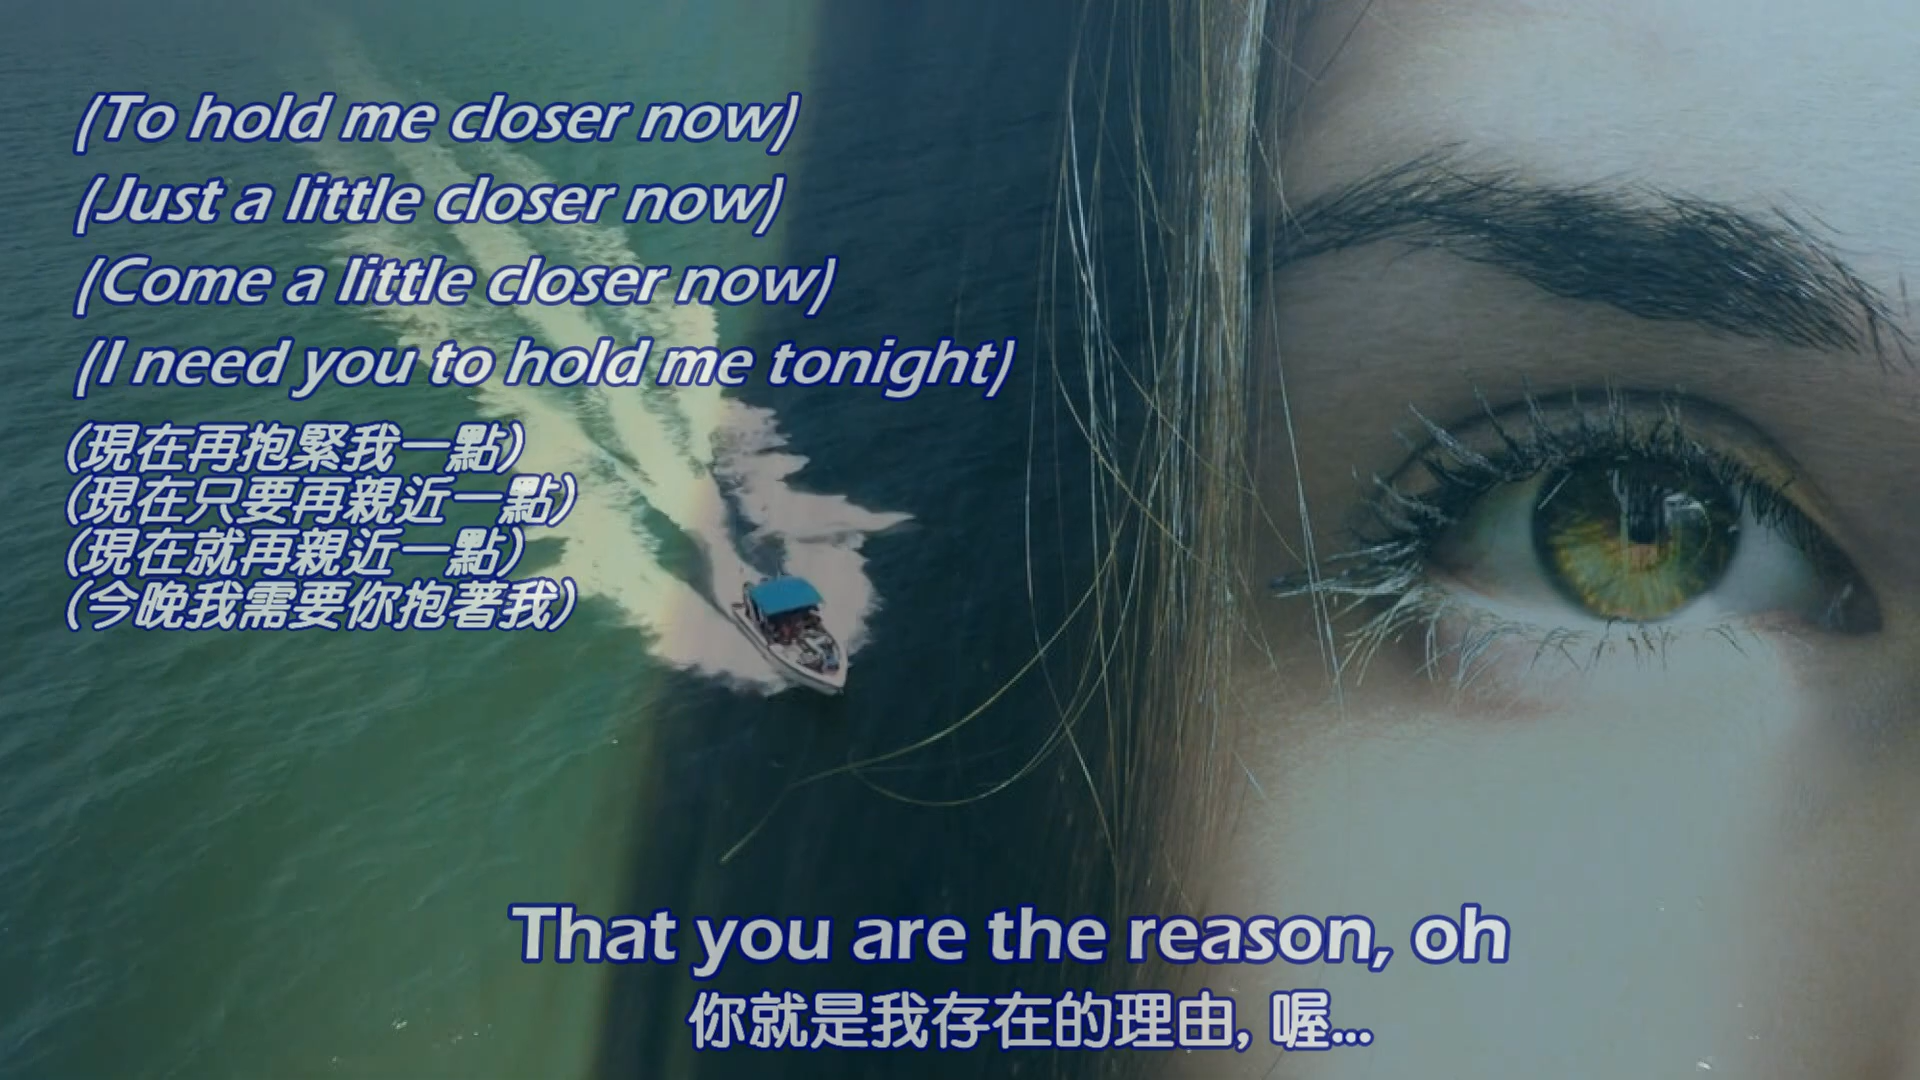 (To hold me closer now)
(Just a little closer now)
(Come a little closer now)
(I need you to hold me tonight)
(現在再抱緊我一點)
(現在只要再親近一點)
(現在就再親近一點)
(今晚我需要你抱著我)
That you are the reason, oh
你就是我存在的理由, 喔...